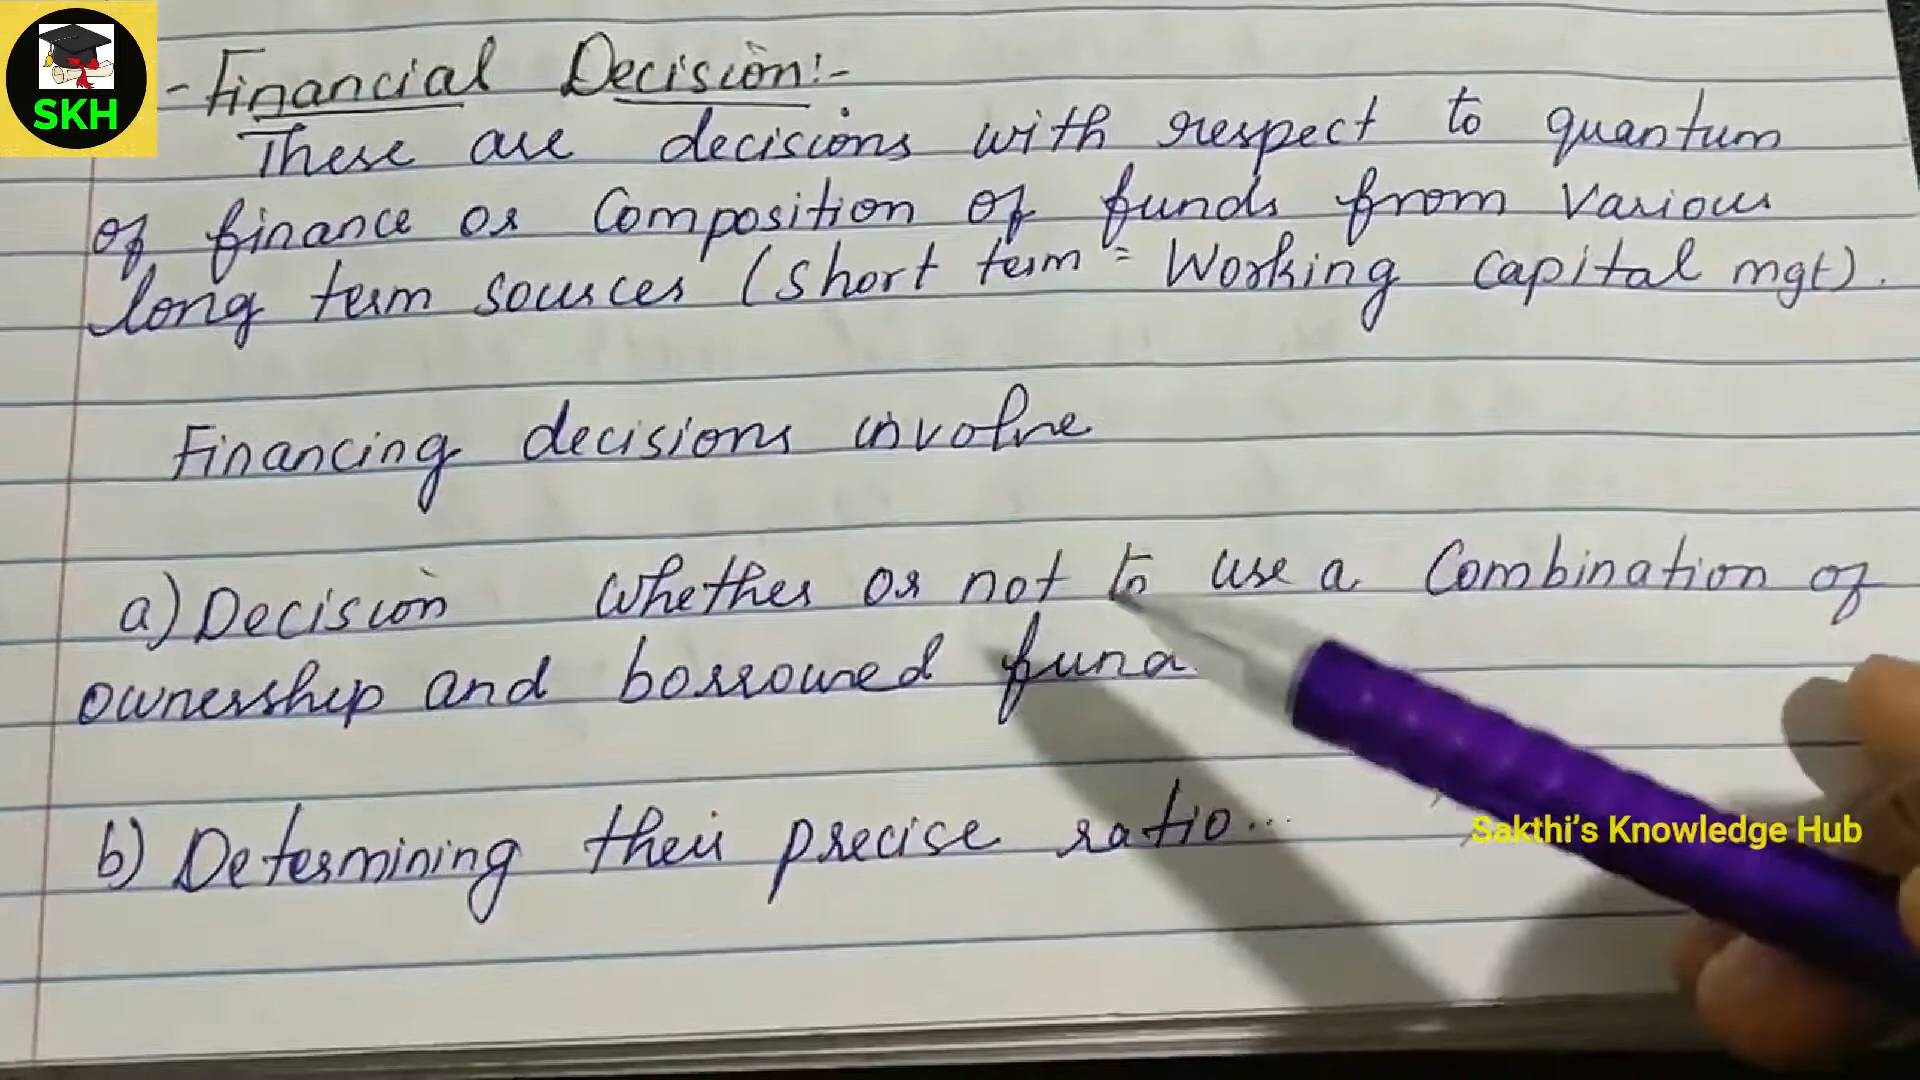 SKH
- Financial Decision:-
These are decisions with respect to quantum
of finance or Composition of funds from various
long term sources (short term = Working capital mgt).
Financing decisions involve
a) Decision whether or not to use a Combination of
ownership and borrowed fund
b) Determining their precise ratio...
Sakthi's Knowledge Hub